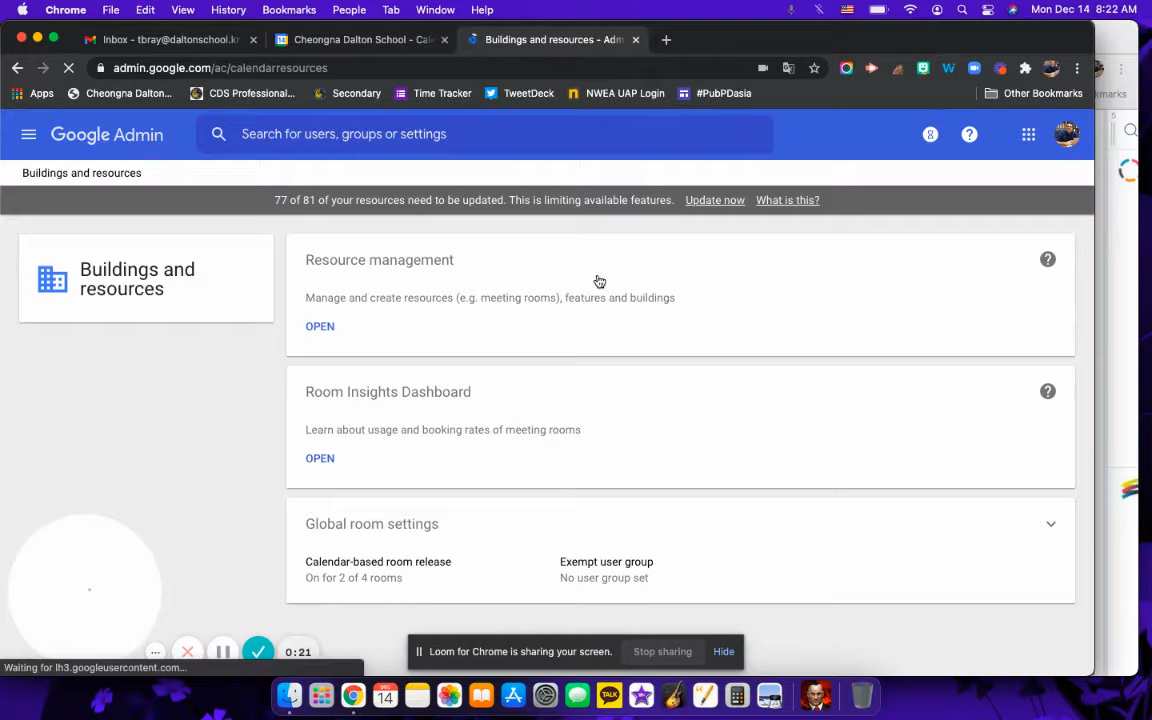 Chrome File Edit View History Bookmarks People Tab Window Help Mon Dec 14 8:22 AM
Inbox - tbray@daltonschool.kr Cheongna Dalton School - Cale Buildings and resources - Adm
admin.google.com/ac/calendarresources
Apps Cheongna Dalton... CDS Professional... Secondary Time Tracker TweetDeck NWEA UAP Login #PubPDasia Other Bookmarks
Google Admin Search for users, groups or settings
Buildings and resources
77 of 81 of your resources need to be updated. This is limiting available features. Update now What is this?
Buildings and resources
Resource management
Manage and create resources (e.g. meeting rooms), features and buildings
OPEN
Room Insights Dashboard
Learn about usage and booking rates of meeting rooms
OPEN
Global room settings
Calendar-based room release Exempt user group
On for 2 of 4 rooms No user group set
0:21
Loom for Chrome is sharing your screen. Stop sharing Hide
Waiting for lh3.googleusercontent.com...
DEC 14
TALK